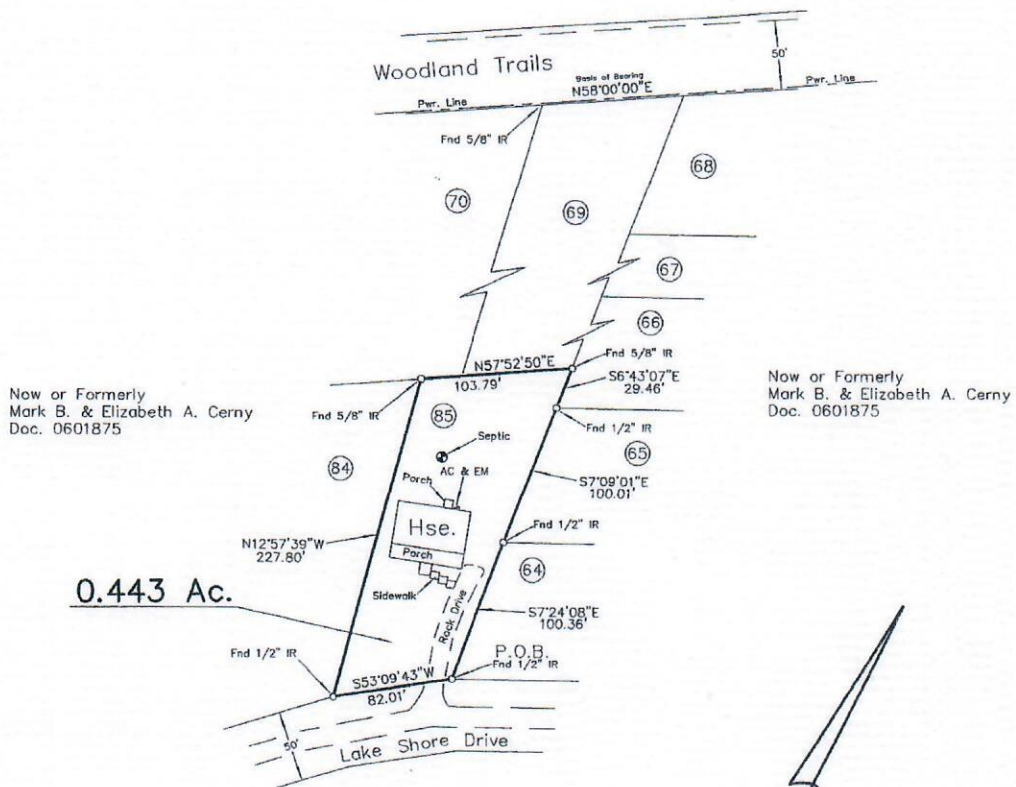 Woodland Trails
Basis of Bearing
N58°00'00"E
50'
Pwr. Line
Pwr. Line
Fnd 5/8" IR
68
70
69
67
66
Fnd 5/8" IR
N57°52'50"E
103.79'
S6°43'07"E
29.46'
Now or Formerly
Mark B. & Elizabeth A. Cerny
Doc. 0601875
Now or Formerly
Mark B. & Elizabeth A. Cerny
Doc. 0601875
Fnd 5/8" IR
85
Fnd 1/2" IR
Septic
65
84
AC & EM
Porch
S7°09'01"E
100.01'
Hse.
N12°57'39"W
227.80'
Porch
Fnd 1/2" IR
64
0.443 Ac.
Sidewalk
Rock Drive
S7°24'08"E
100.36'
Fnd 1/2" IR
P.O.B.
Fnd 1/2" IR
S53°09'43"W
82.01'
50'
Lake Shore Drive